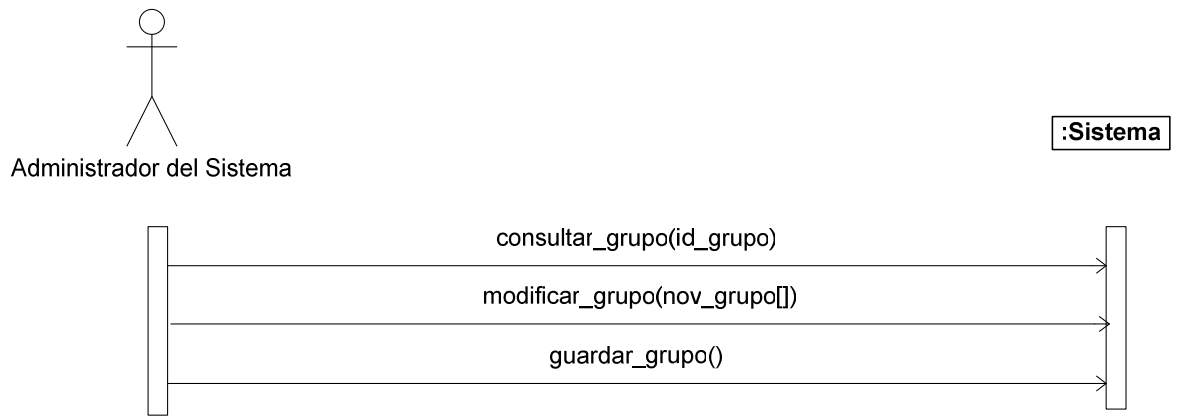 :Sistema
Administrador del Sistema
consultar_grupo(id_grupo)
modificar_grupo(nov_grupo[])
guardar_grupo()